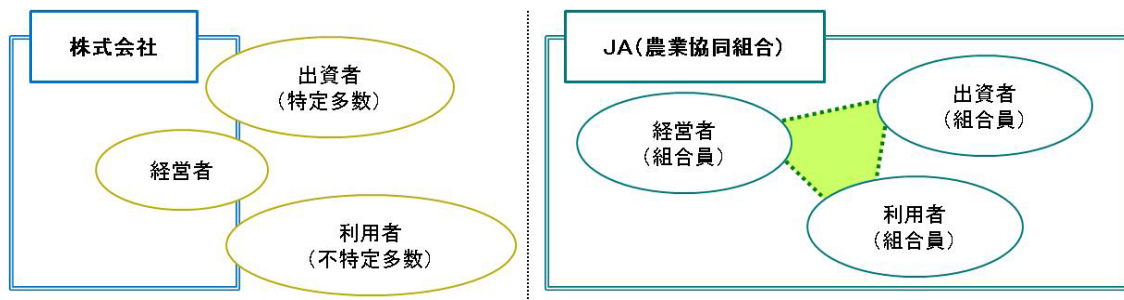 株式会社
出資者
(特定多数)
経営者
利用者
(不特定多数)
JA(農業協同組合)
経営者
(組合員)
出資者
(組合員)
利用者
(組合員)